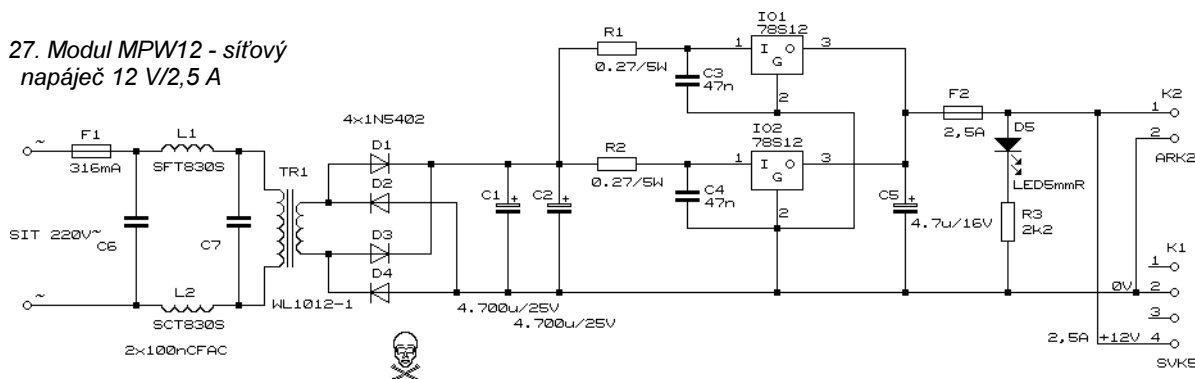 27. Modul MPW12 - síťový
napáječ 12 V/2,5 A
~
F1
316mA
L1
SFT830S
SIT 220V~
C6
C7
TR1
WL1012-1
~
L2
SCT830S
2x100nCFAC
4x1N5402
D1
D2
D3
D4
C1
+
C2
+
4.700u/25V
4.700u/25V
R1
0.27/5W
C3
47n
IO1
78S12
1
I O
G
3
2
R2
0.27/5W
C4
47n
IO2
78S12
1
I O
G
3
2
C5
+
4.7u/16V
F2
2,5A
D5
LED5mmR
R3
2k2
K2
1
2
ARK2
K1
1
0V 2
3
2,5A +12V 4
SVK5